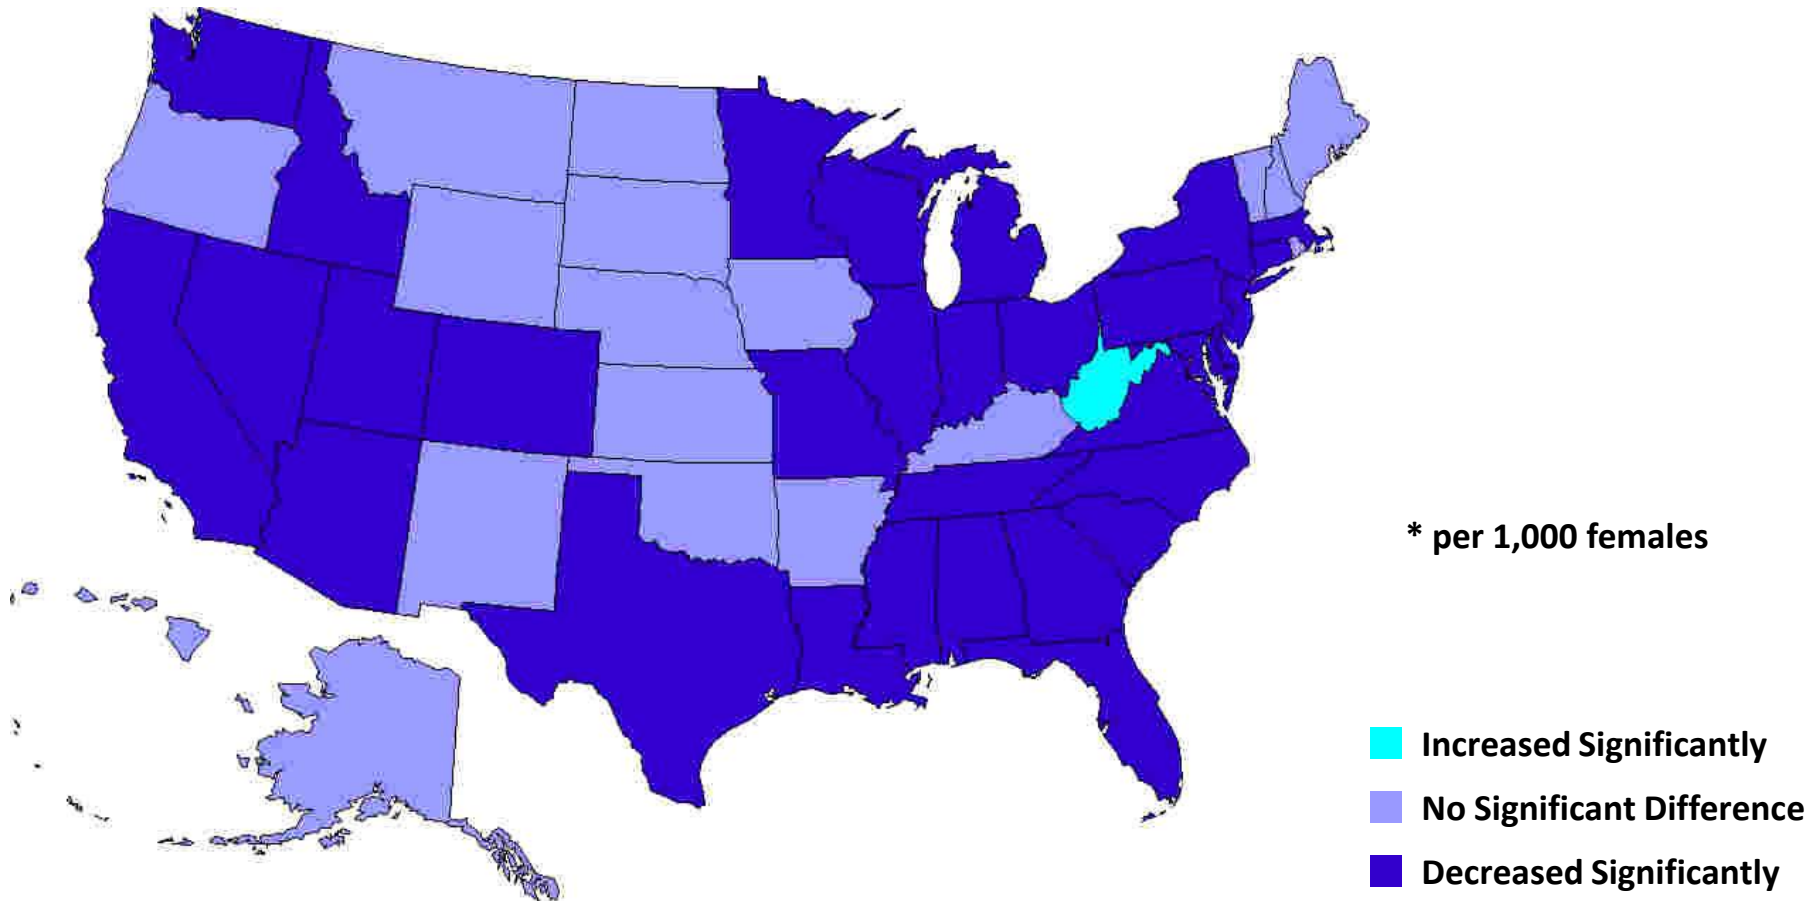 * per 1,000 females
Increased Significantly
No Significant Difference
Decreased Significantly